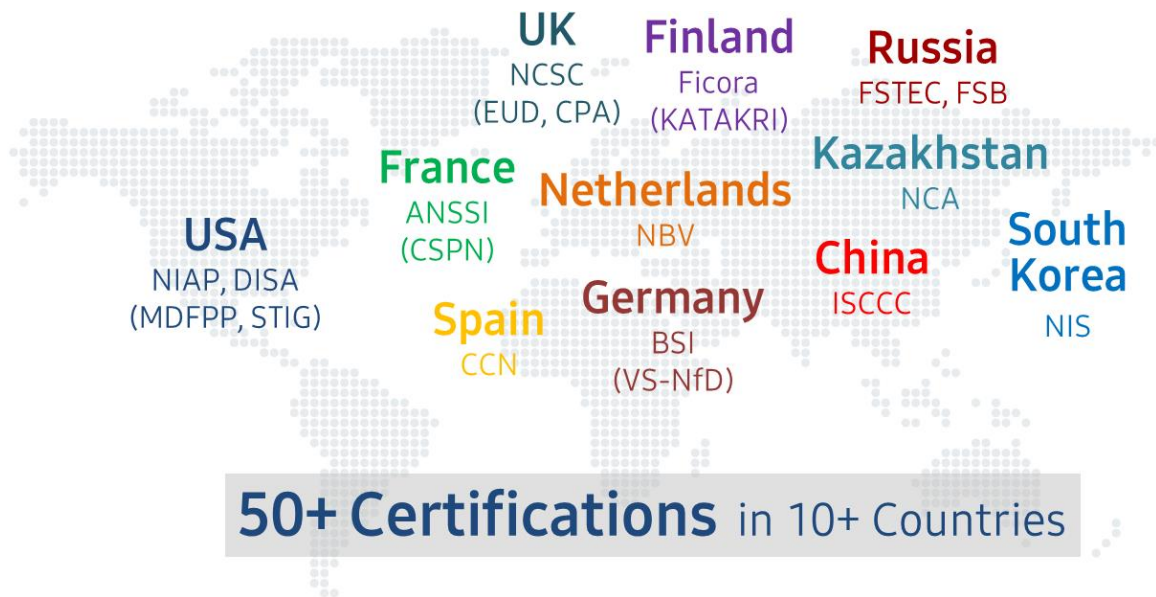 UK
NCSC
(EUD, CPA)
Finland
Ficora
(KATAKRI)
Russia
FSTEC, FSB
France
ANSSI
(CSPN)
Netherlands
NBV
Kazakhstan
NCA
USA
NIAP, DISA
(MDFPP, STIG)
Spain
CCN
Germany
BSI
(VS-NfD)
China
ISCCC
South
Korea
NIS
50+ Certifications in 10+ Countries